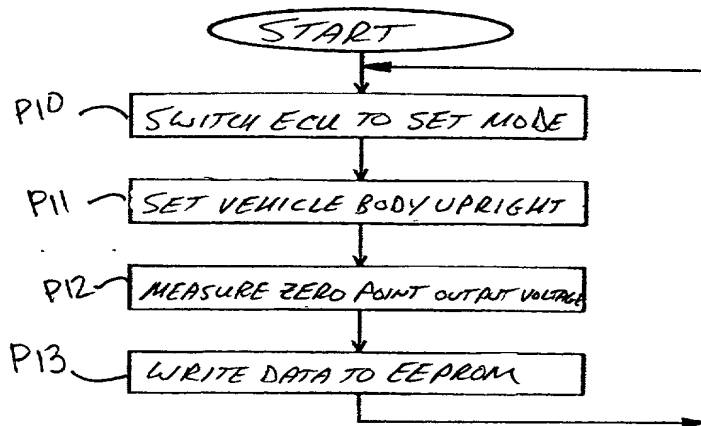 START
P10 SWITCH ECU TO SET MODE
P11 SET VEHICLE BODY UPRIGHT
P12 MEASURE ZERO POINT OUTPUT VOLTAGE
P13 WRITE DATA TO EEPROM